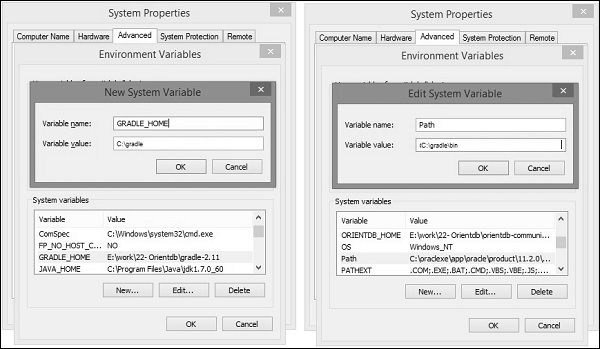 System Properties
Computer Name Hardware Advanced System Protection Remote
Environment Variables
New System Variable
Variable name: GRADLE_HOME
Variable value: C:\gradle
OK Cancel
System variables
Variable Value
ComSpec C:\Windows\system32\cmd.exe
FP_NO_HOST_C... NO
GRADLE_HOME E:\work\22- Orientdb\gradle-2.11
JAVA_HOME C:\Program Files\Java\jdk1.7.0_60
New... Edit... Delete
OK Cancel
System Properties
Computer Name Hardware Advanced System Protection Remote
Environment Variables
Edit System Variable
Variable name: Path
Variable value: ;C:\gradle\bin
OK Cancel
System variables
Variable Value
ORIENTDB_HOME E:\work\22- Orientdb\orientdb-communi...
OS Windows_NT
Path C:\oraclexe\app\oracle\product\11.2.0\...
PATHEXT .COM;.EXE;.BAT;.CMD;.VBS;.VBE;.JS;....
New... Edit... Delete
OK Cancel